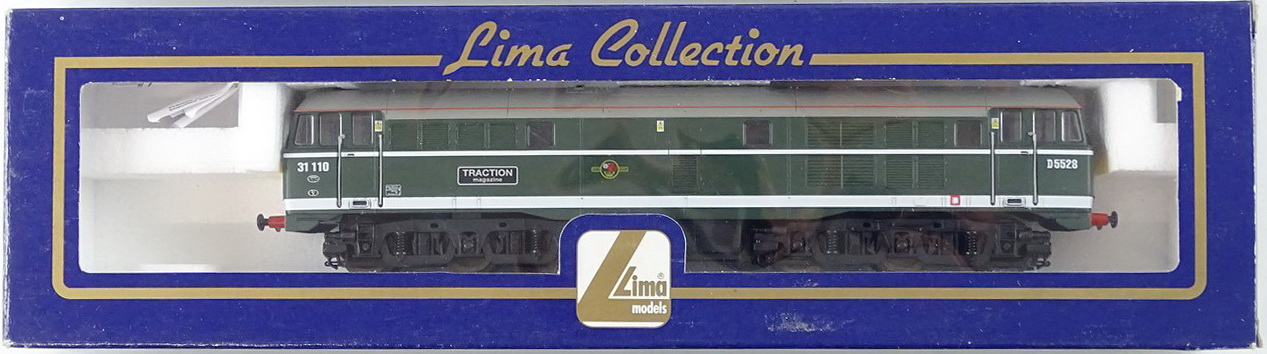 Lima Collection
31 110
TRACTION
magazine
D5528
D
Lima®
models